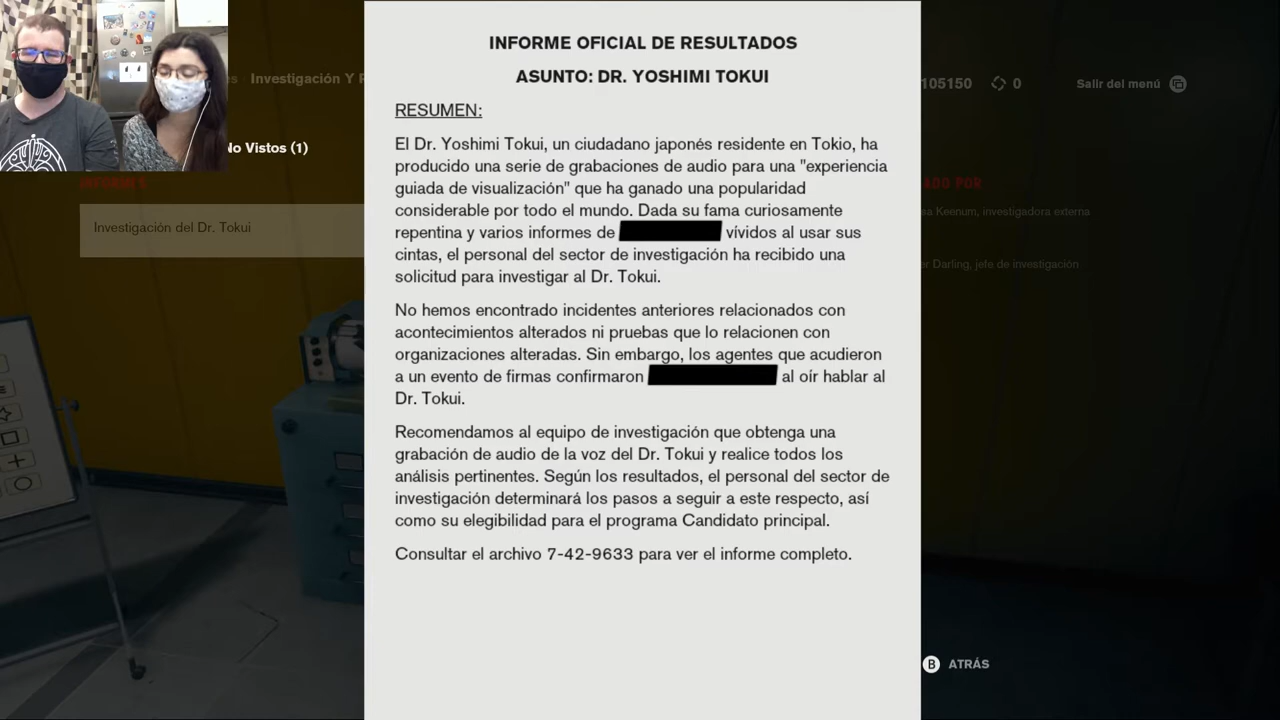 INFORME OFICIAL DE RESULTADOS
ASUNTO: DR. YOSHIMI TOKUI
RESUMEN:
El Dr. Yoshimi Tokui, un ciudadano japonés residente en Tokio, ha
producido una serie de grabaciones de audio para una "experiencia
guiada de visualización" que ha ganado una popularidad
considerable por todo el mundo. Dada su fama curiosamente
repentina y varios informes de vívidos al usar sus
cintas, el personal del sector de investigación ha recibido una
solicitud para investigar al Dr. Tokui.
No hemos encontrado incidentes anteriores relacionados con
acontecimientos alterados ni pruebas que lo relacionen con
organizaciones alteradas. Sin embargo, los agentes que acudieron
a un evento de firmas confirmaron al oír hablar al
Dr. Tokui.
Recomendamos al equipo de investigación que obtenga una
grabación de audio de la voz del Dr. Tokui y realice todos los
análisis pertinentes. Según los resultados, el personal del sector de
investigación determinará los pasos a seguir a este respecto, así
como su elegibilidad para el programa Candidato principal.
Consultar el archivo 7-42-9633 para ver el informe completo.
Investigación Y
No Vistos (1)
Investigación del Dr. Tokui
105150
0
Salir del menú
ADO POR
Keenum, investigadora externa
Darling, jefe de investigación
B ATRÁS